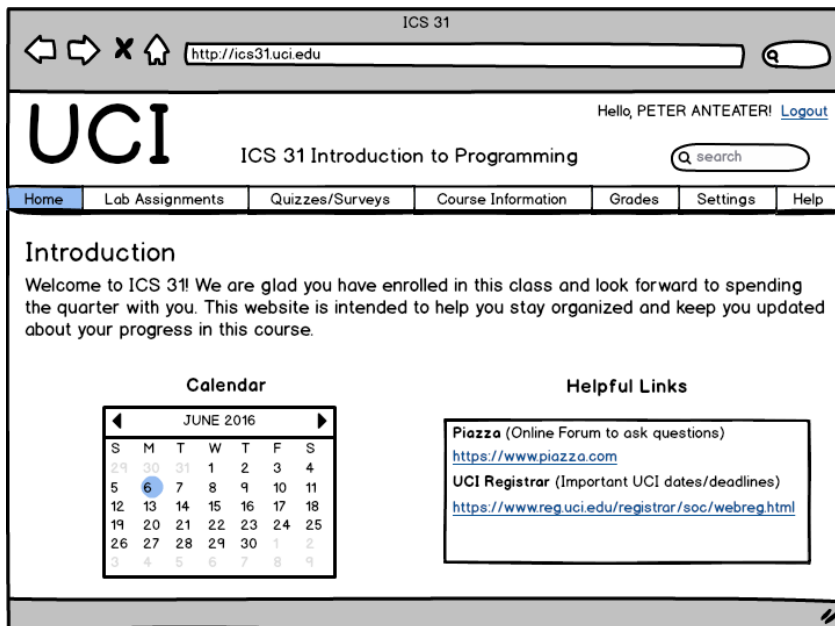 ICS 31
http://ics31.uci.edu
Hello, PETER ANTEATER! Logout
UCI
ICS 31 Introduction to Programming
search
Home Lab Assignments Quizzes/Surveys Course Information Grades Settings Help
Introduction
Welcome to ICS 31! We are glad you have enrolled in this class and look forward to spending
the quarter with you. This website is intended to help you stay organized and keep you updated
about your progress in this course.
Calendar
JUNE 2016
S M T W T F S
29 30 31 1 2 3 4
5 6 7 8 9 10 11
12 13 14 15 16 17 18
19 20 21 22 23 24 25
26 27 28 29 30 1 2
3 4 5 6 7 8 9
Helpful Links
Piazza (Online Forum to ask questions)
https://www.piazza.com
UCI Registrar (Important UCI dates/deadlines)
https://www.reg.uci.edu/registrar/soc/webreg.html